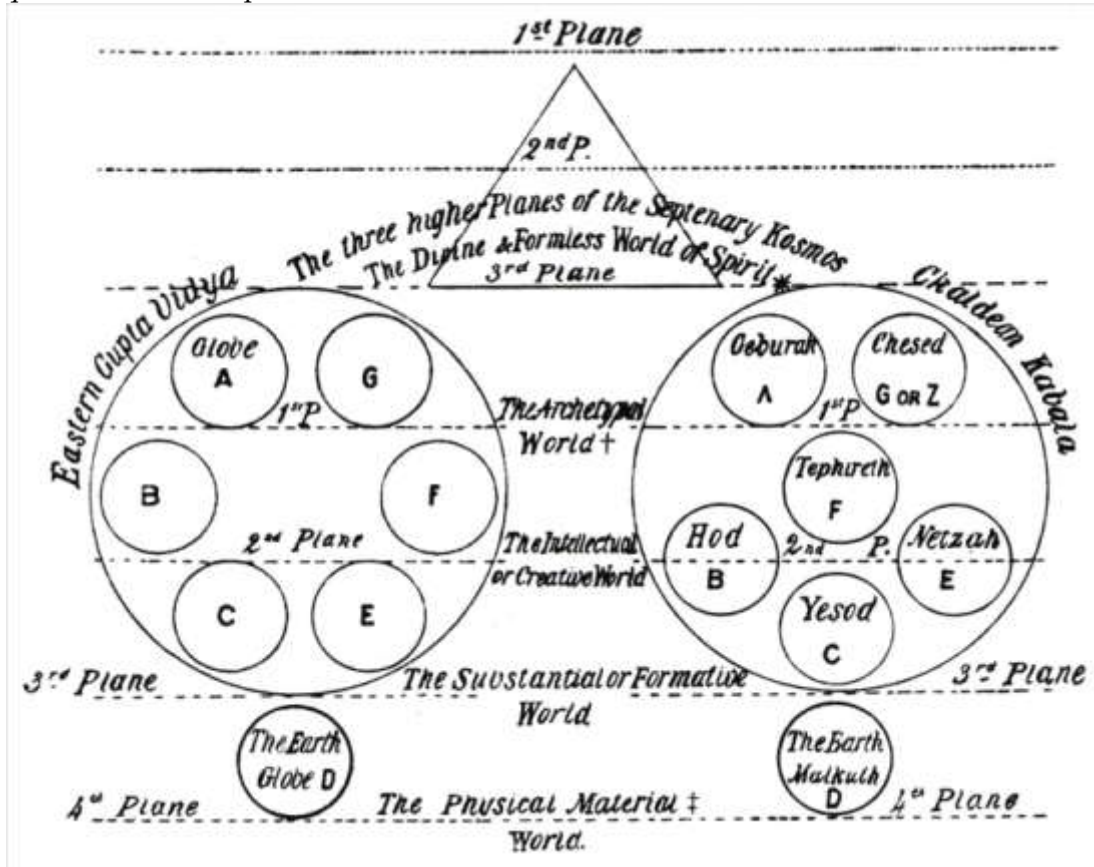 1st Plane
2nd P.
The three higher Planes of the Septenary Kosmos
The Divine & Formless World of Spirit*
3rd Plane
Eastern Gupta Vidya
Chaldean Kabala
Globe
A
G
1st P
B
F
2nd Plane
C
E
The Archetypal
World †
The Intellectual
or Creative World
Geburah
A
Chesed
G OR Z
1st P
Tephireth
F
Hod
B
2nd P.
Netzah
E
Yesod
C
3rd Plane
The Substantial or Formative
World
3rd Plane
The Earth
Globe D
The Earth
Malkuth
D
4th Plane
The Physical Material ‡
World.
4th Plane